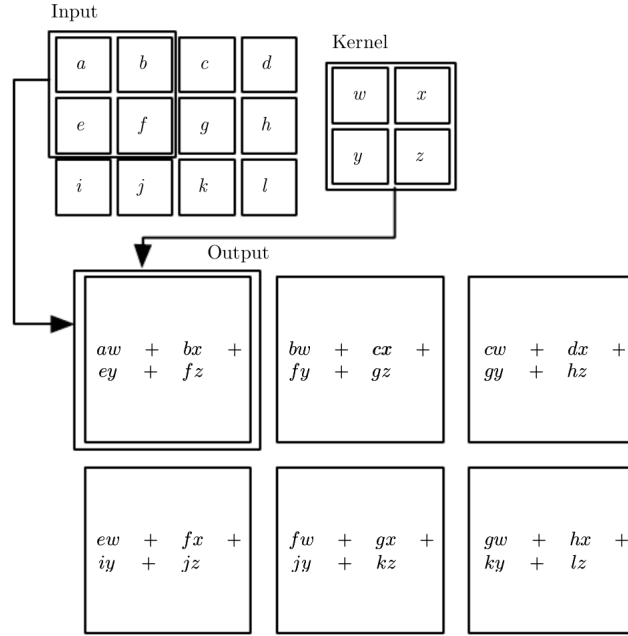 Input
a b c d
Kernel
w x
e f g h
y z
i j k l
Output
aw + bx +
ey + fz
bw + cx +
fy + gz
cw + dx +
gy + hz
ew + fx +
iy + jz
fw + gx +
jy + kz
gw + hx +
ky + lz